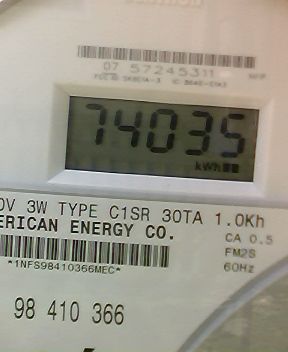 07 57245311
74035
kWh
0V 3W TYPE C1SR 30TA 1.0Kh
ERICAN ENERGY CO.
CA 0.5
FM2S
*1NFS98410366MEC*
60Hz
98 410 366